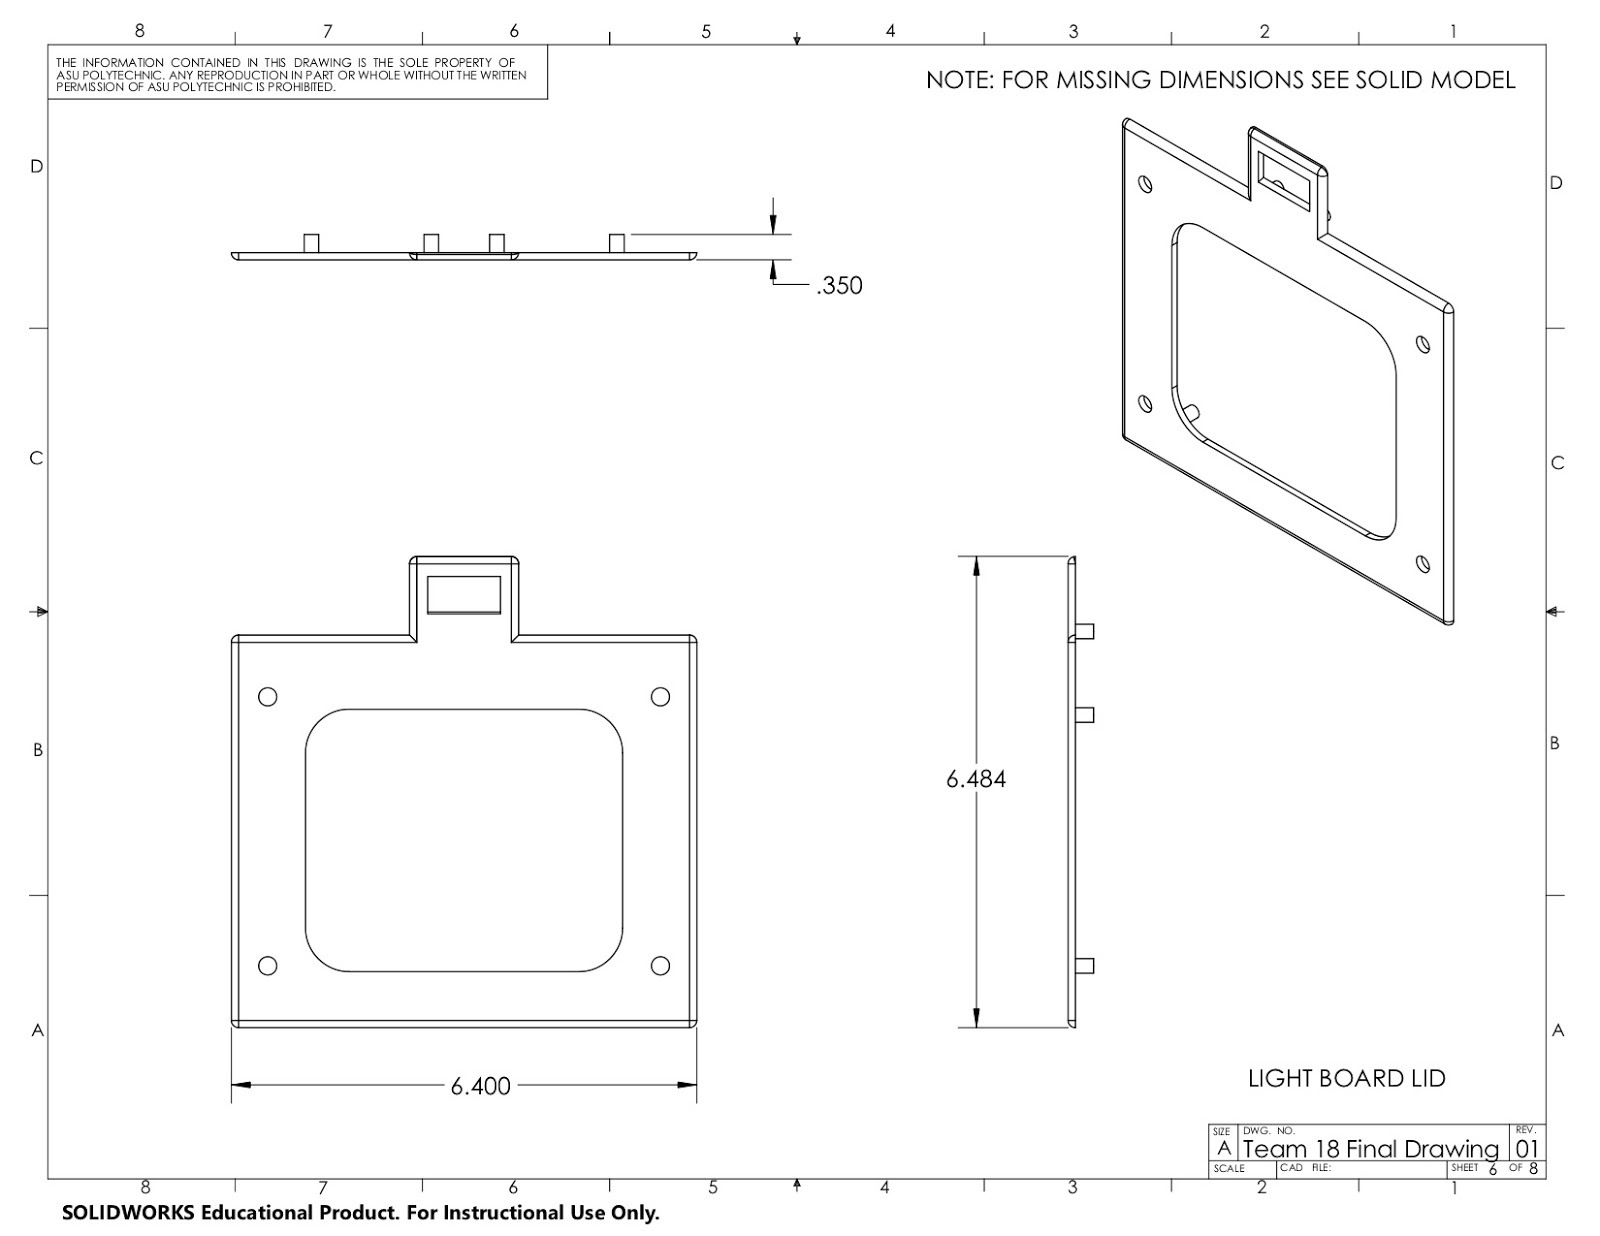 8 7 6 5 4 3 2 1
THE INFORMATION CONTAINED IN THIS DRAWING IS THE SOLE PROPERTY OF
ASU POLYTECHNIC. ANY REPRODUCTION IN PART OR WHOLE WITHOUT THE WRITTEN
PERMISSION OF ASU POLYTECHNIC IS PROHIBITED.
NOTE: FOR MISSING DIMENSIONS SEE SOLID MODEL
D D
.350
C C
B B
6.484
A A
6.400
LIGHT BOARD LID
SIZE DWG. NO. REV.
A Team 18 Final Drawing 01
SCALE CAD FILE: SHEET 6 OF 8
8 7 6 5 4 3 2 1
SOLIDWORKS Educational Product. For Instructional Use Only.